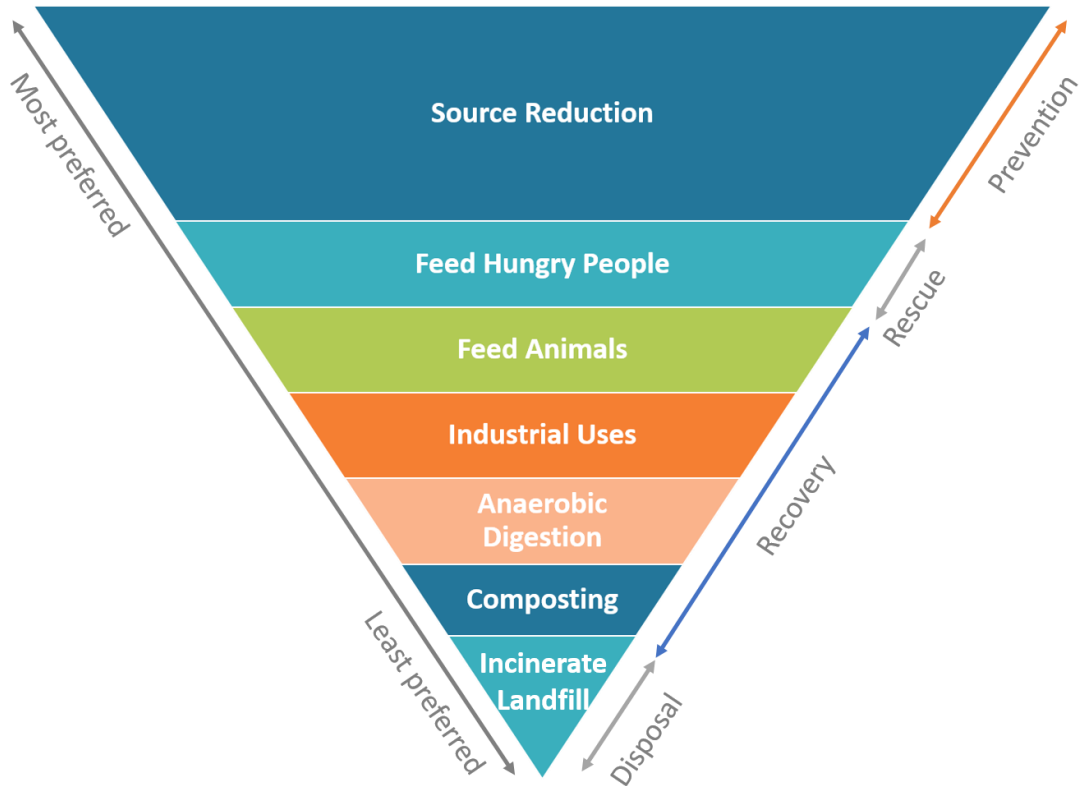 Source Reduction
Feed Hungry People
Feed Animals
Industrial Uses
Anaerobic
Digestion
Composting
Incinerate
Landfill
Most preferred
Least preferred
Prevention
Rescue
Recovery
Disposal